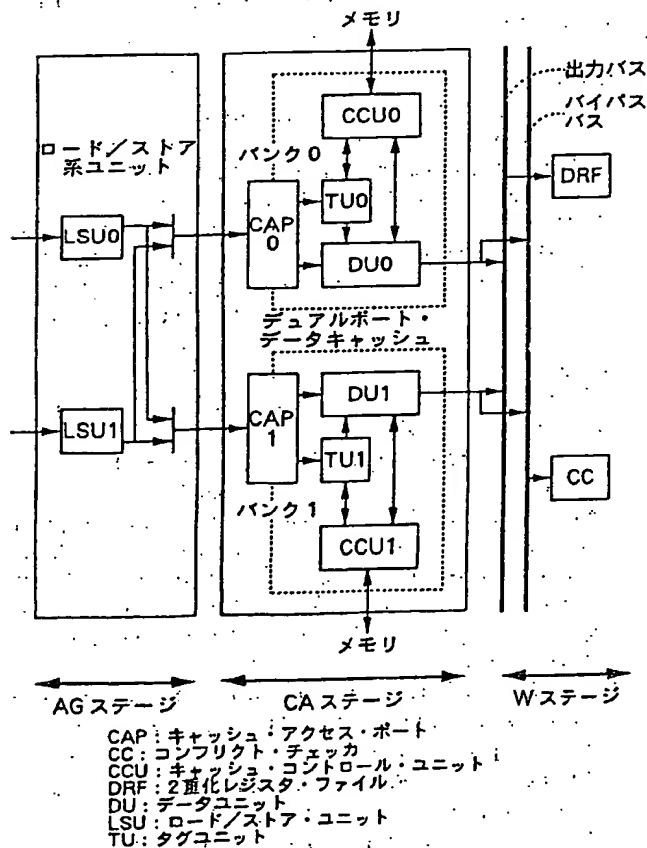 メモリ
出力バス
バイパス
バス
CCU0
ロード/ストア
系ユニット
バンク0
DRF
TU0
LSU0
CAP
0
DU0
デュアルポート・
データキャッシュ
DU1
LSU1
CAP
1
TU1
CC
バンク1
CCU1
メモリ
AGステージ
CAステージ
Wステージ
CAP:キャッシュ・アクセス・ポート
CC:コンフリクト・チェッカ
CCU:キャッシュ・コントロール・ユニット
DRF:2重化レジスタ・ファイル
DU:データユニット
LSU:ロード/ストア・ユニット
TU:タグユニット